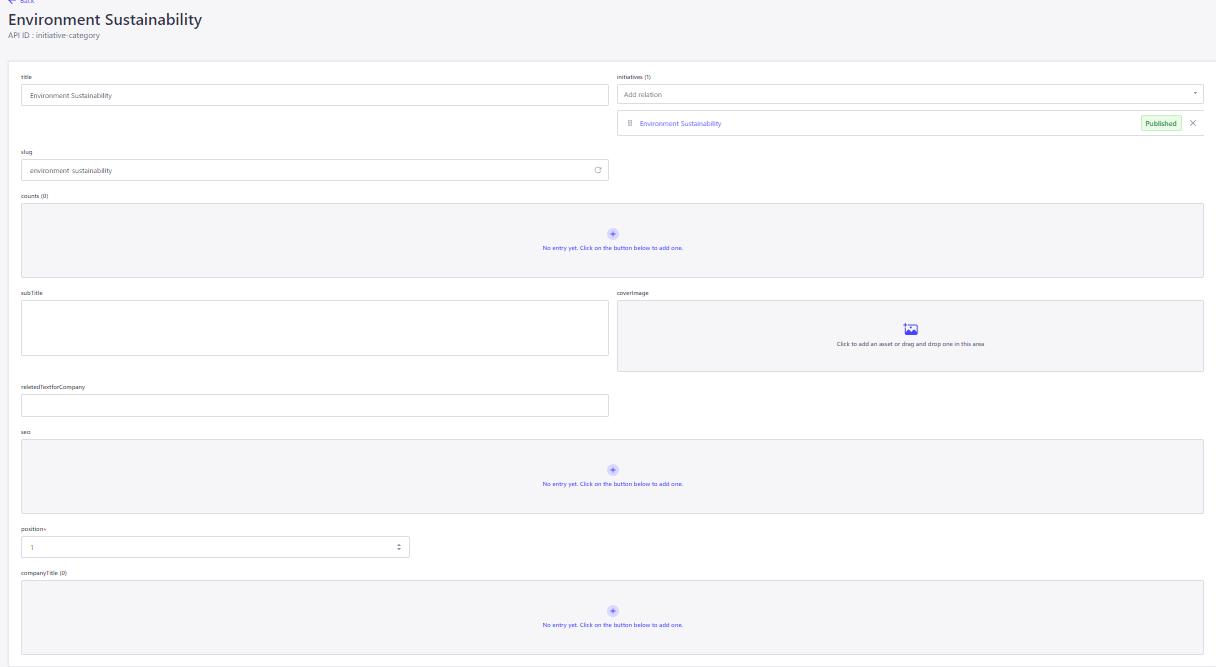 Back
Environment Sustainability
API ID : initiative-category
title
Environment Sustainability
initiatives (1)
Add relation
Environment Sustainability
Published
slug
environment-sustainability
counts (0)
No entry yet. Click on the button below to add one.
subTitle
coverImage
Click to add an asset or drag and drop one in this area
reletedTextforCompany
seo
No entry yet. Click on the button below to add one.
position*
1
companyTitle (0)
No entry yet. Click on the button below to add one.